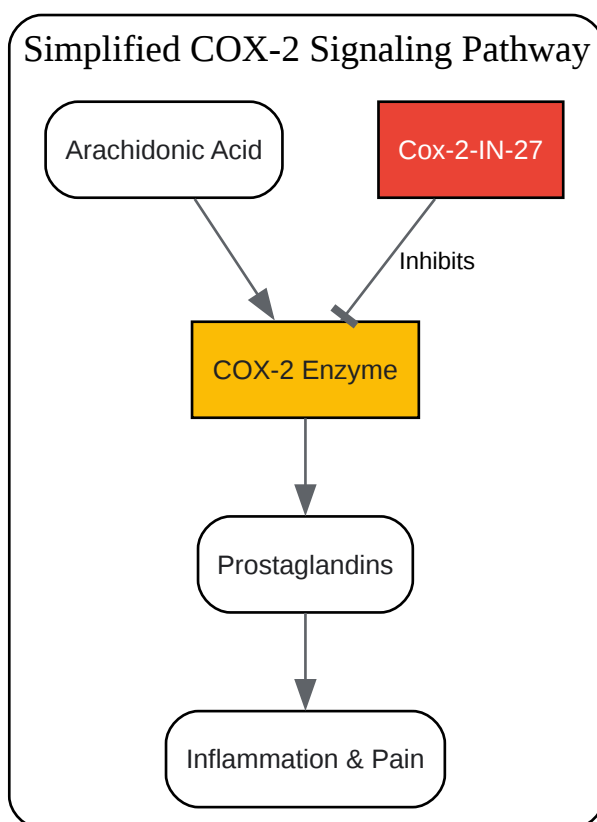 Simplified COX-2 Signaling Pathway
Arachidonic Acid
Cox-2-IN-27
Inhibits
COX-2 Enzyme
Prostaglandins
Inflammation & Pain